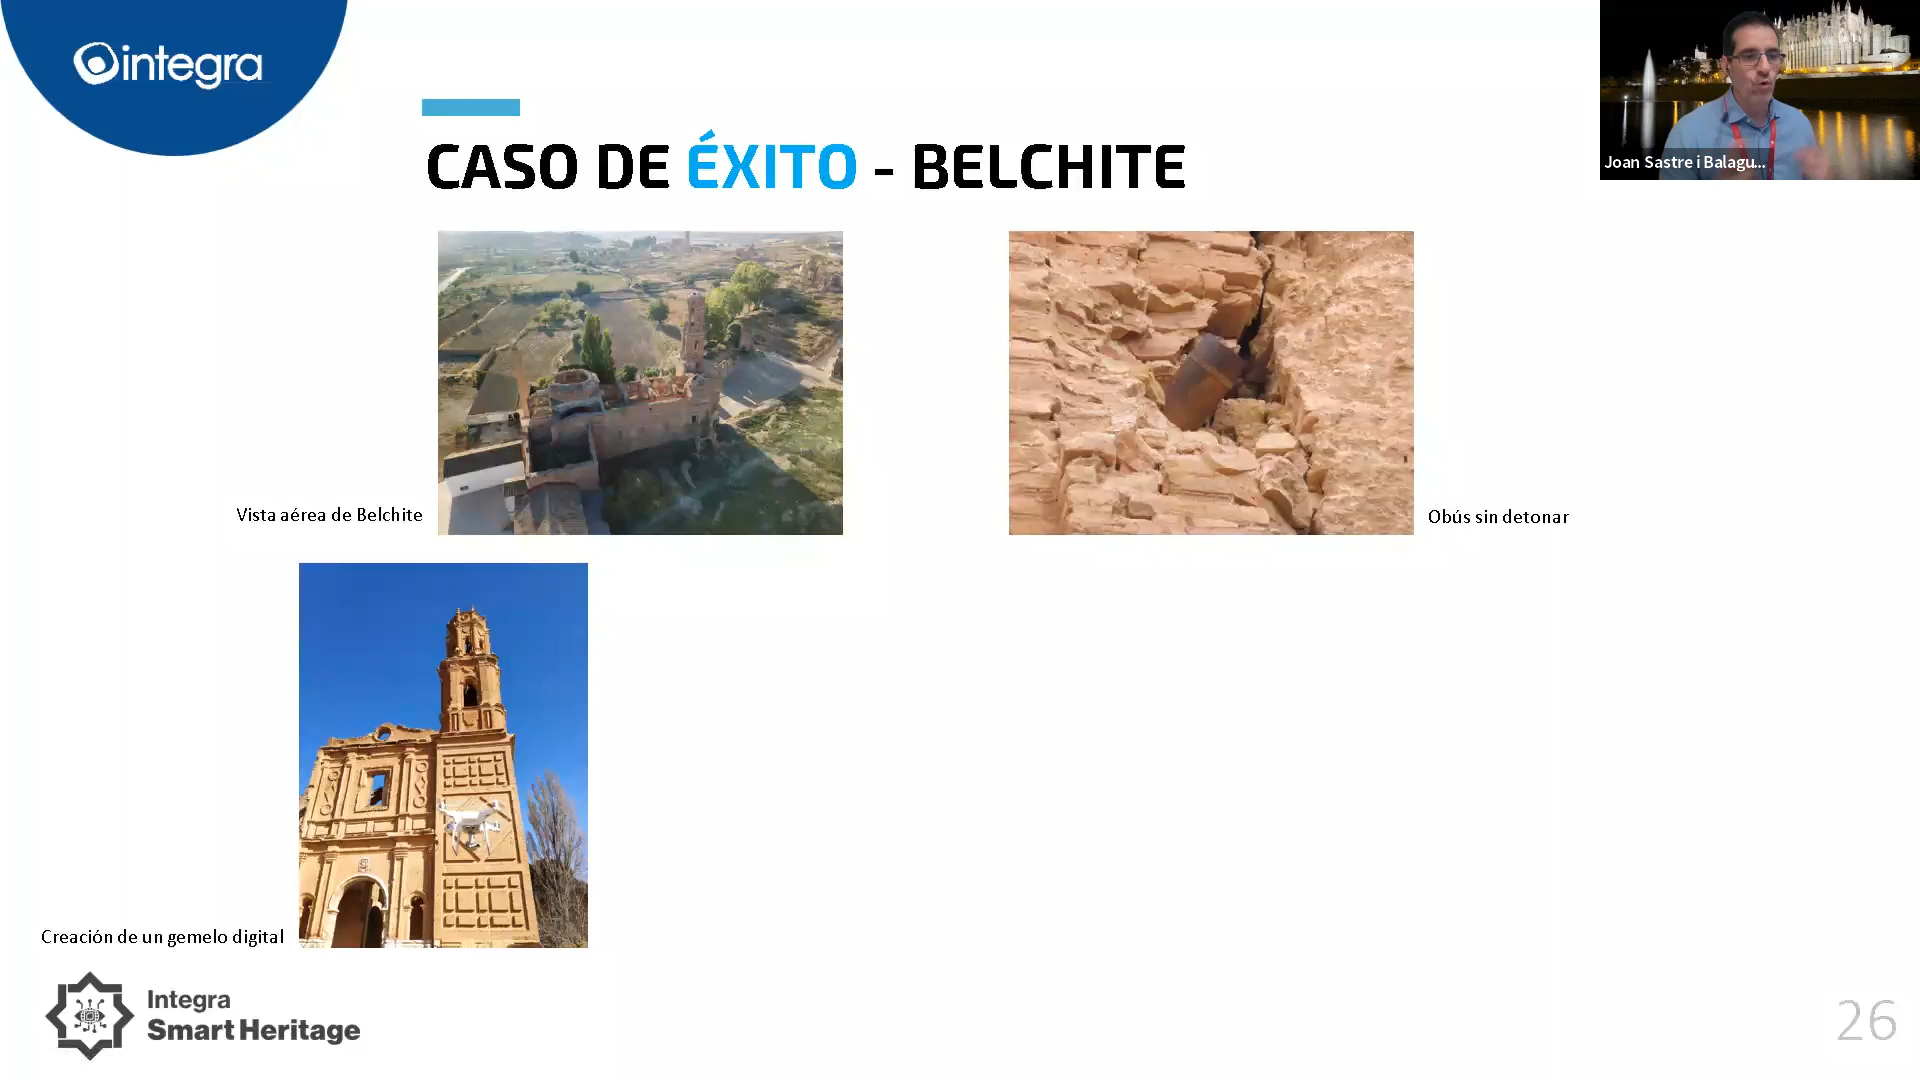 integra
Joan Sastre i Balagu...
CASO DE ÉXITO - BELCHITE
Vista aérea de Belchite
Obús sin detonar
Creación de un gemelo digital
Integra
Smart Heritage
26